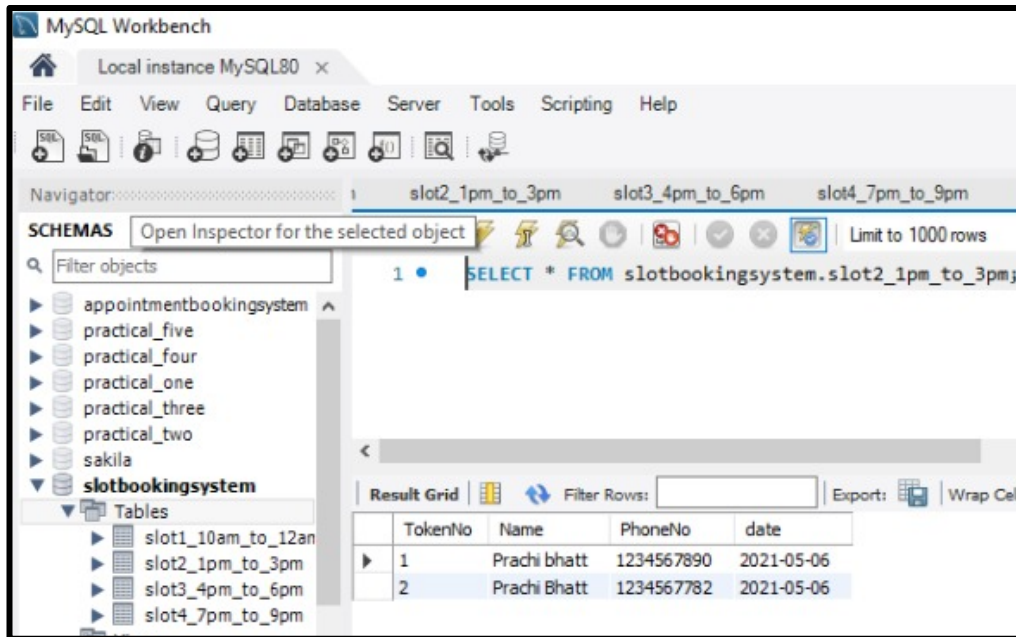 MySQL Workbench
Local instance MySQL80 ×
File Edit View Query Database Server Tools Scripting Help
Navigator
slot2_1pm_to_3pm slot3_4pm_to_6pm slot4_7pm_to_9pm
SCHEMAS
Open Inspector for the selected object
Limit to 1000 rows
Filter objects
1 SELECT * FROM slotbookingsystem.slot2_1pm_to_3pm;
appointmentbookingsystem
practical_five
practical_four
practical_one
practical_three
practical_two
sakila
slotbookingsystem
Tables
slot1_10am_to_12an
slot2_1pm_to_3pm
slot3_4pm_to_6pm
slot4_7pm_to_9pm
Result Grid Filter Rows: Export: Wrap Cel
TokenNo Name PhoneNo date
1 Prachi bhatt 1234567890 2021-05-06
2 Prachi Bhatt 1234567782 2021-05-06